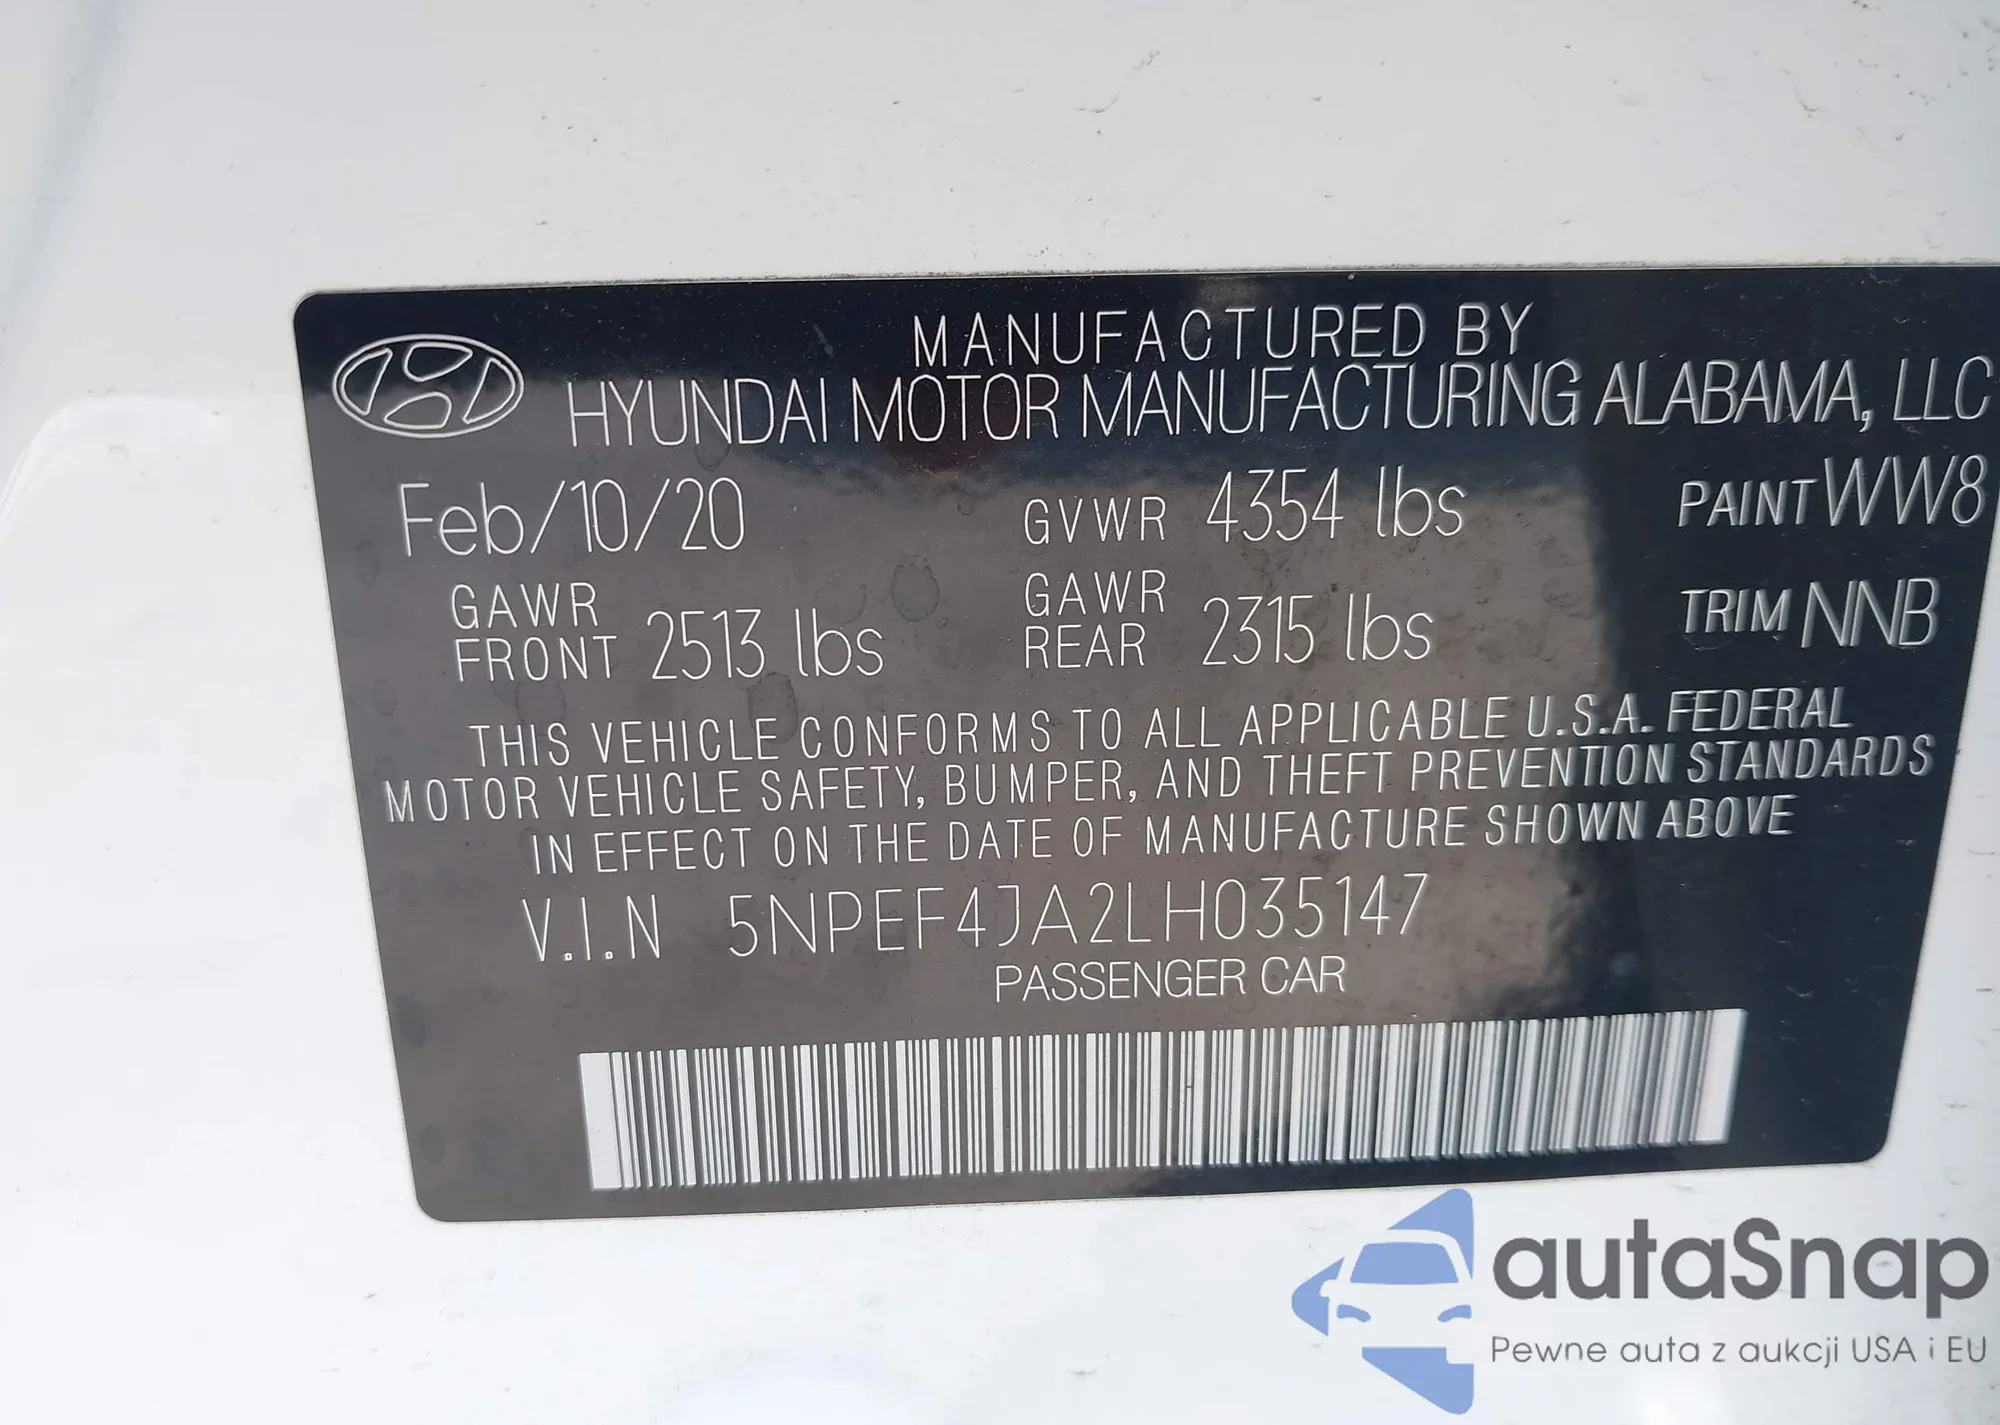 MANUFACTURED BY
HYUNDAI MOTOR MANUFACTURING ALABAMA, LLC
Feb/10/20 GVWR 4354 lbs PAINT WW8
GAWR FRONT 2513 lbs GAWR REAR 2315 lbs TRIM NNB
THIS VEHICLE CONFORMS TO ALL APPLICABLE U.S.A. FEDERAL
MOTOR VEHICLE SAFETY, BUMPER, AND THEFT PREVENTION STANDARDS
IN EFFECT ON THE DATE OF MANUFACTURE SHOWN ABOVE
V.I.N 5NPEF4JA2LH035147
PASSENGER CAR
autaSnap
Pewne auta z aukcji USA i EU